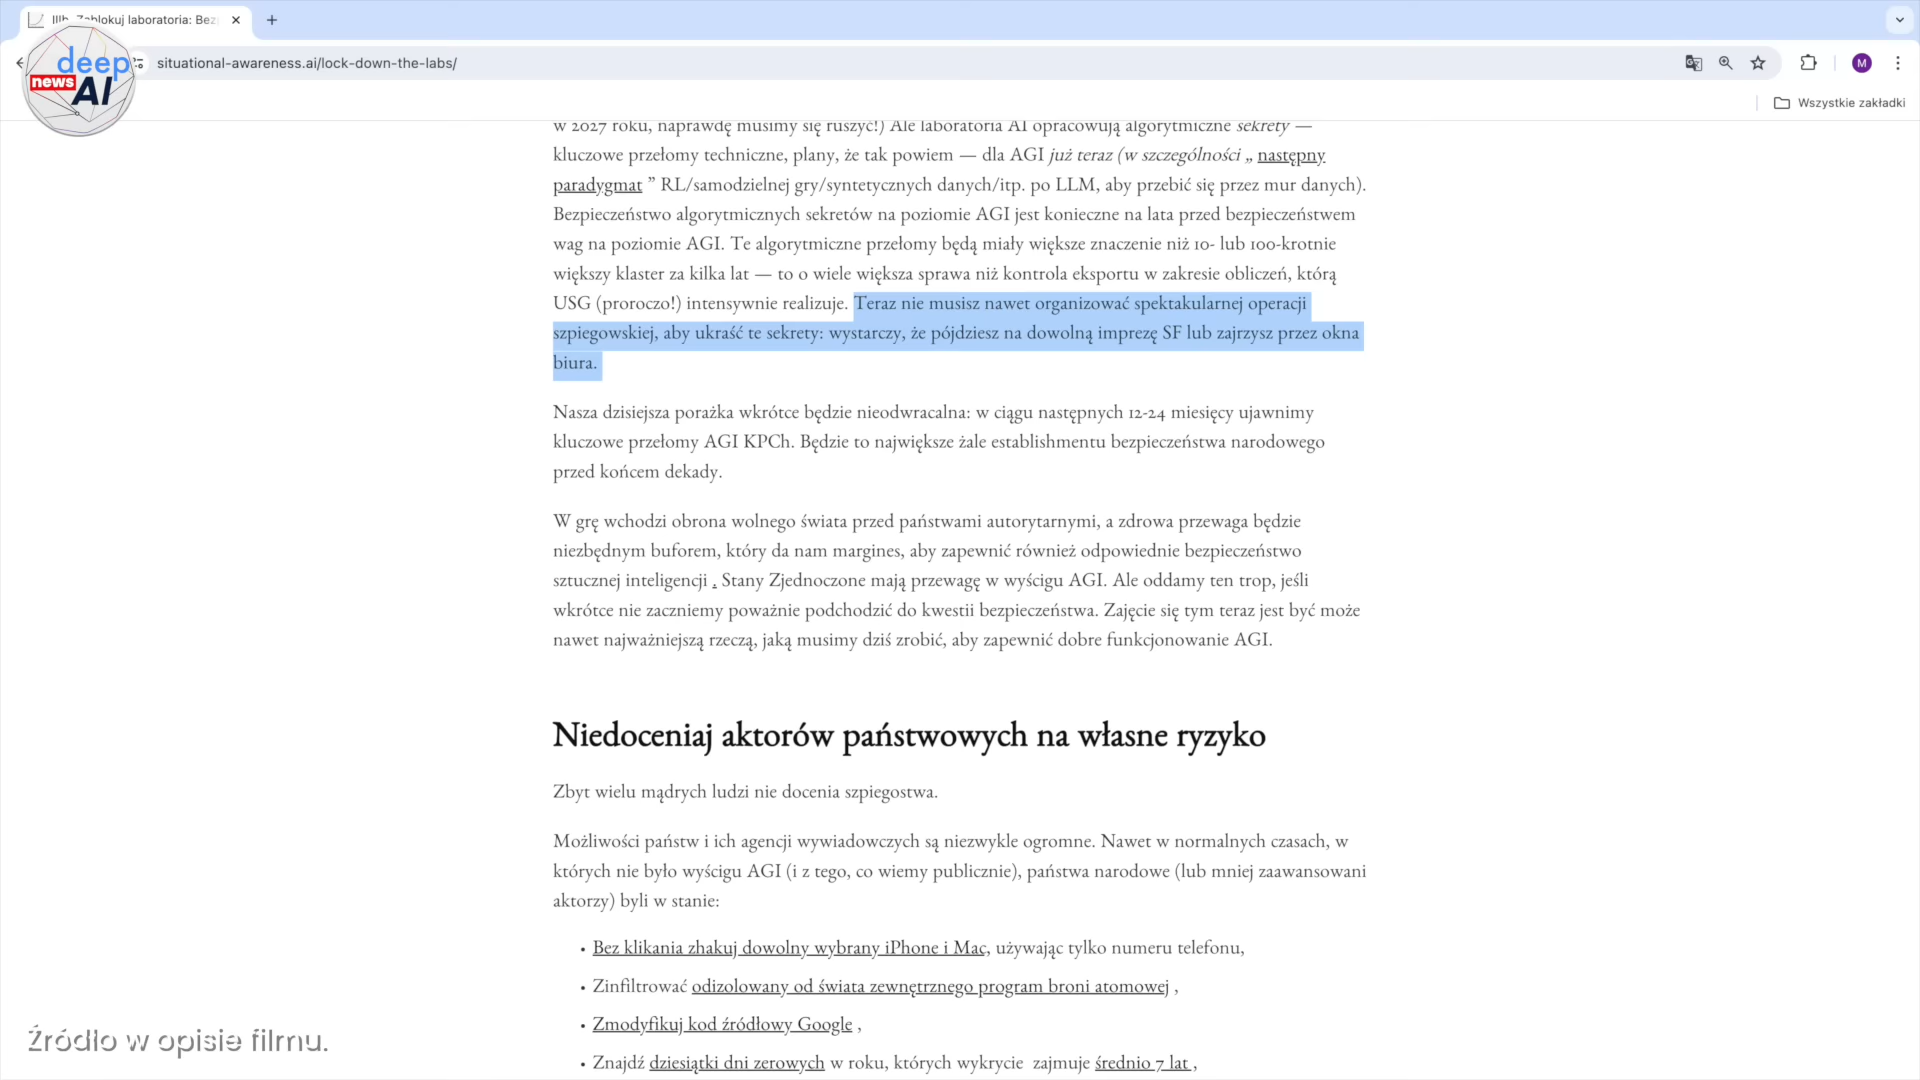 IIIb. Zablokuj laboratoria: Bez
situational-awareness.ai/lock-down-the-labs/
M
deep
news
AI
Wszystkie zakładki
w 2027 roku, naprawdę musimy się ruszyć!) Ale laboratoria AI opracowują algorytmiczne sekrety —
kluczowe przełomy techniczne, plany, że tak powiem — dla AGI już teraz (w szczególności „ następny
paradygmat ” RL/samodzielnej gry/syntetycznych danych/itp. po LLM, aby przebić się przez mur danych).
Bezpieczeństwo algorytmicznych sekretów na poziomie AGI jest konieczne na lata przed bezpieczeństwem
wag na poziomie AGI. Te algorytmiczne przełomy będą miały większe znaczenie niż 10- lub 100-krotnie
większy klaster za kilka lat — to o wiele większa sprawa niż kontrola eksportu w zakresie obliczeń, którą
USG (proroczo!) intensywnie realizuje. Teraz nie musisz nawet organizować spektakularnej operacji
szpiegowskiej, aby ukraść te sekrety: wystarczy, że pójdziesz na dowolną imprezę SF lub zajrzysz przez okna
biura.
Nasza dzisiejsza porażka wkrótce będzie nieodwracalna: w ciągu następnych 12-24 miesięcy ujawnimy
kluczowe przełomy AGI KPCh. Będzie to największe żale establishmentu bezpieczeństwa narodowego
przed końcem dekady.
W grę wchodzi obrona wolnego świata przed państwami autorytarnymi, a zdrowa przewaga będzie
niezbędnym buforem, który da nam margines, aby zapewnić również odpowiednie bezpieczeństwo
sztucznej inteligencji . Stany Zjednoczone mają przewagę w wyścigu AGI. Ale oddamy ten trop, jeśli
wkrótce nie zaczniemy poważnie podchodzić do kwestii bezpieczeństwa. Zajęcie się tym teraz jest być może
nawet najważniejszą rzeczą, jaką musimy dziś zrobić, aby zapewnić dobre funkcjonowanie AGI.
Niedoceniaj aktorów państwowych na własne ryzyko
Zbyt wielu mądrych ludzi nie docenia szpiegostwa.
Możliwości państw i ich agencji wywiadowczych są niezwykle ogromne. Nawet w normalnych czasach, w
których nie było wyścigu AGI (i z tego, co wiemy publicznie), państwa narodowe (lub mniej zaawansowani
aktorzy) byli w stanie:
• Bez klikania zhakuj dowolny wybrany iPhone i Mac, używając tylko numeru telefonu,
• Zinfiltrować odizolowany od świata zewnętrznego program broni atomowej ,
• Zmodyfikuj kod źródłowy Google ,
• Znajdź dziesiątki dni zerowych w roku, których wykrycie zajmuje średnio 7 lat ,
Źródło w opisie filmu.